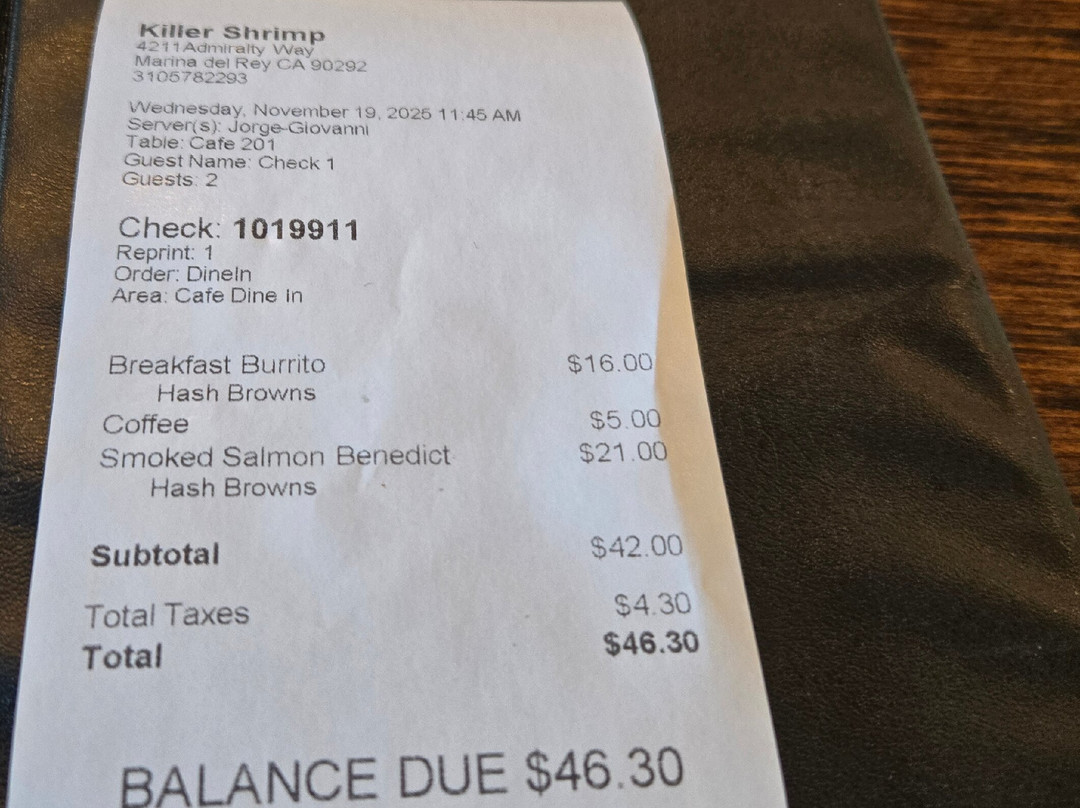 Killer Shrimp
4211 Admiralty Way
Marina del Rey CA 90292
3105782293
Wednesday, November 19, 2025 11:45 AM
Server(s): Jorge-Giovanni
Table: Cafe 201
Guest Name: Check 1
Guests: 2
Check: 1019911
Reprint: 1
Order: DineIn
Area: Cafe Dine in
Breakfast Burrito $16.00
Hash Browns
Coffee $5.00
Smoked Salmon Benedict $21.00
Hash Browns
Subtotal $42.00
Total Taxes $4.30
Total $46.30
BALANCE DUE $46.30